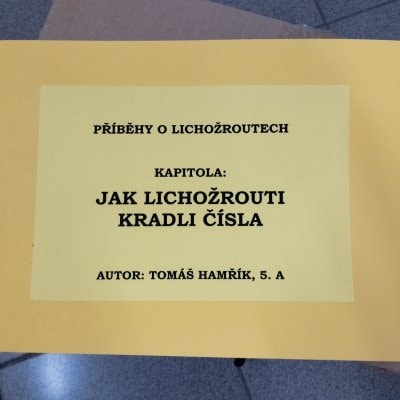 PŘÍBĚHY O LICHOŽROUTECH
KAPITOLA:
JAK LICHOŽROUTI
KRADLI ČÍSLA
AUTOR: TOMÁŠ HAMŘÍK, 5. A